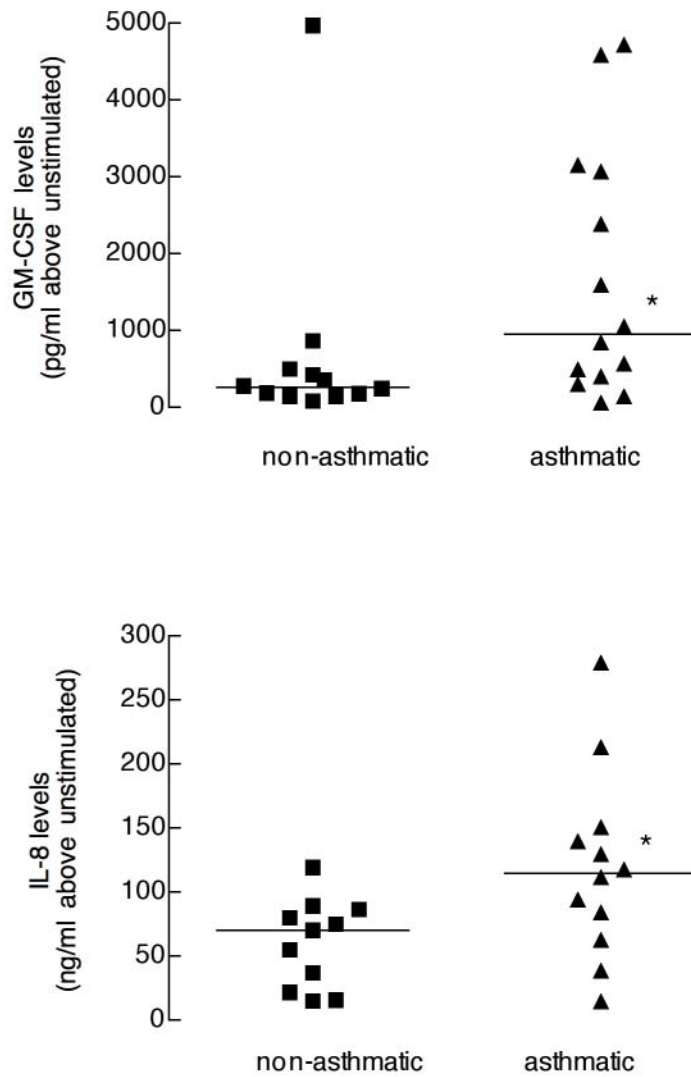 GM-CSF levels
(pg/ml above unstimulated)
5000
4000
3000
2000
1000
0
*
non-asthmatic
asthmatic
IL-8 levels
(ng/ml above unstimulated)
300
250
200
150
100
50
0
*
non-asthmatic
asthmatic